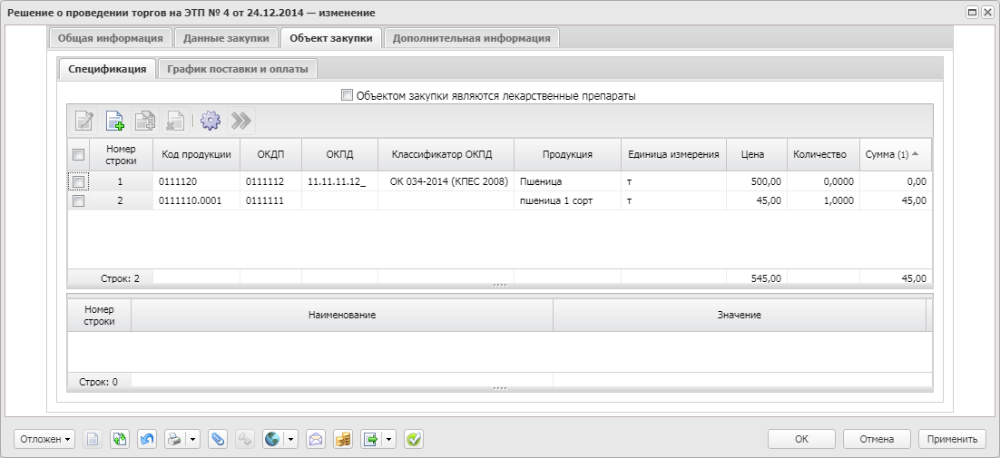 Решение о проведении торгов на ЭТП № 4 от 24.12.2014 — изменение
Общая информация Данные закупки Объект закупки Дополнительная информация
Спецификация График поставки и оплаты
Объектом закупки являются лекарственные препараты
Номер строки Код продукции ОКДП ОКПД Классификатор ОКПД Продукция Единица измерения Цена Количество Сумма (1)
1 0111120 0111112 11.11.11.12_ ОК 034-2014 (КПЕС 2008) Пшеница т 500,00 0,0000 0,00
2 0111110.0001 0111111 пшеница 1 сорт т 45,00 1,0000 45,00
Строк: 2 545,00 45,00
Номер строки Наименование Значение
Строк: 0
Отложен ОК Отмена Применить